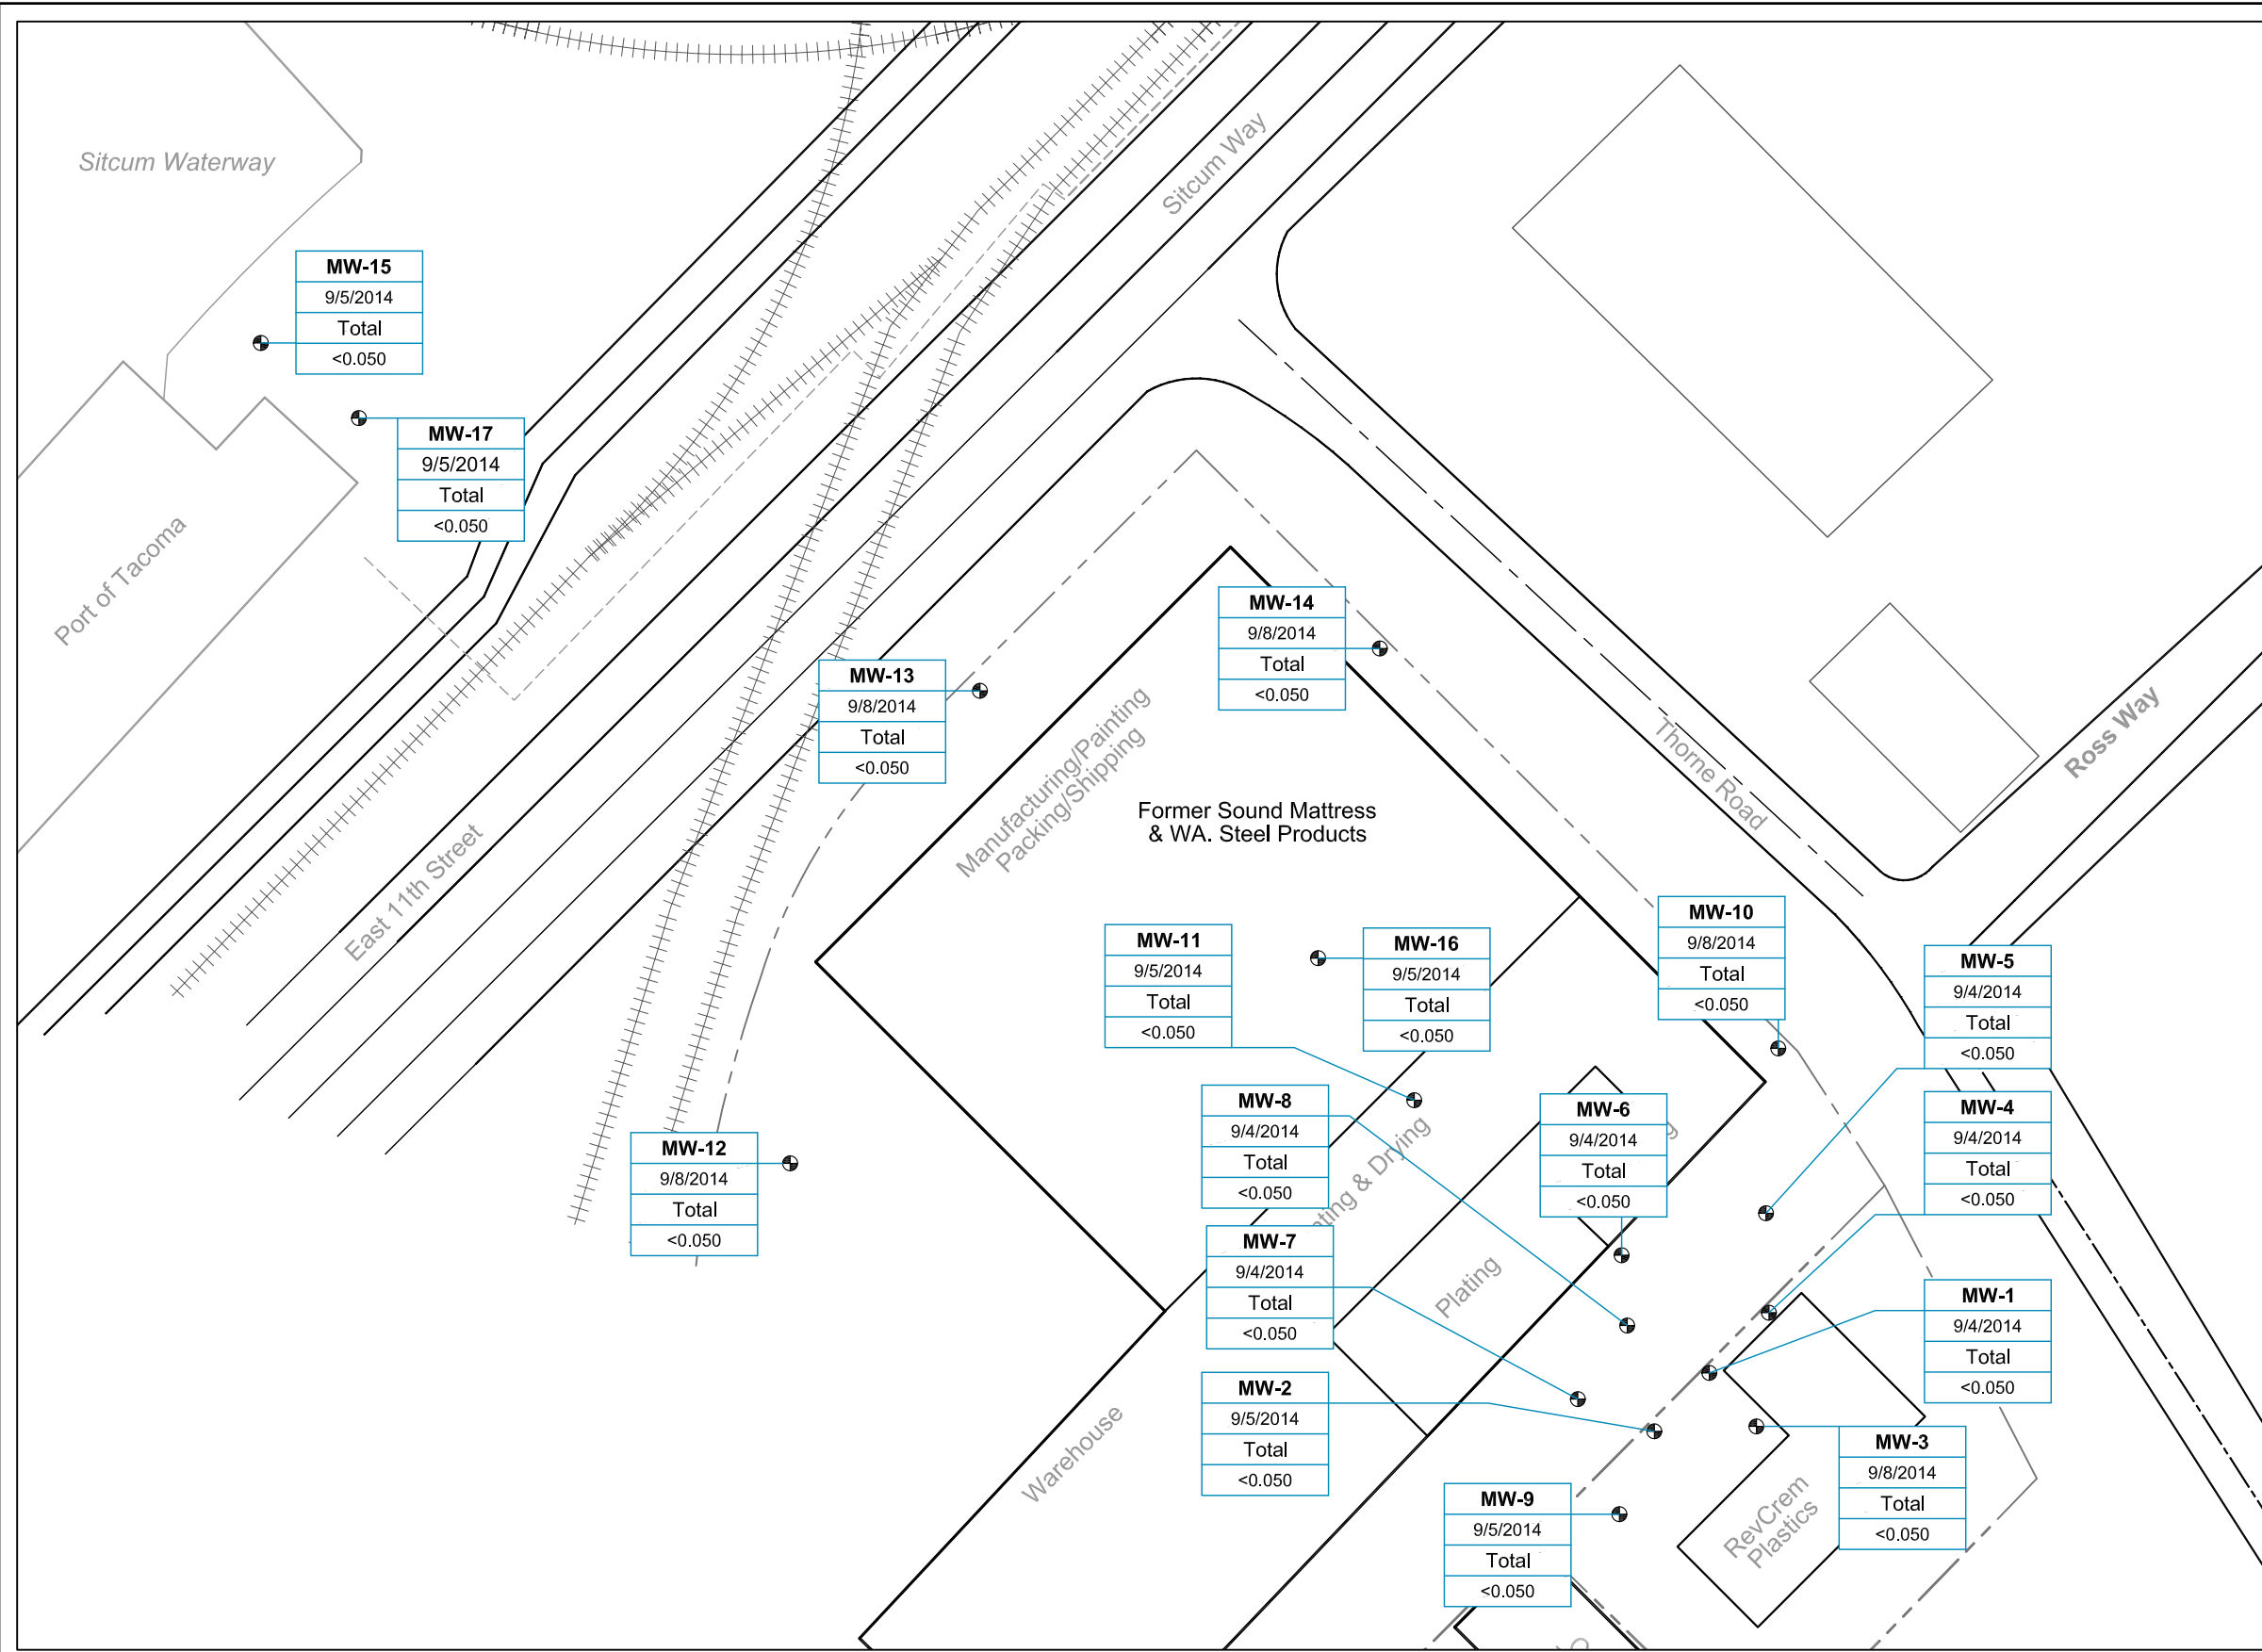 Sitcum Waterway
Sitcum Way
MW-15
9/5/2014
Total
<0.050
MW-17
9/5/2014
Total
<0.050
Port of Tacoma
MW-14
9/8/2014
Total
<0.050
MW-13
9/8/2014
Total
<0.050
Manufacturing/Painting
Packing/Shipping
Former Sound Mattress
& WA. Steel Products
Thorne Road
Ross Way
East 11th Street
MW-10
9/8/2014
Total
<0.050
MW-11
9/5/2014
Total
<0.050
MW-16
9/5/2014
Total
<0.050
MW-5
9/4/2014
Total
<0.050
MW-8
9/4/2014
Total
<0.050
MW-6
9/4/2014
Total
<0.050
MW-4
9/4/2014
Total
<0.050
MW-12
9/8/2014
Total
<0.050
& Drying
MW-7
9/4/2014
Total
<0.050
Plating
MW-1
9/4/2014
Total
<0.050
MW-2
9/5/2014
Total
<0.050
Warehouse
MW-3
9/8/2014
Total
<0.050
MW-9
9/5/2014
Total
<0.050
RevCrem
Plastics